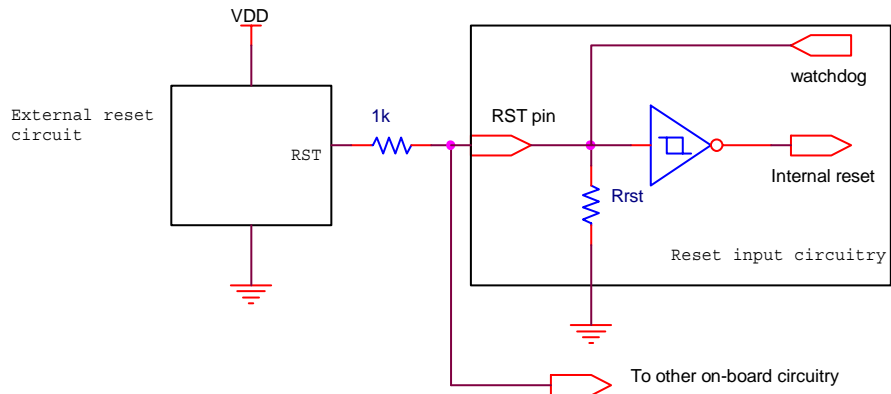 VDD
External reset
circuit
RST
1k
RST pin
watchdog
Internal reset
Rrst
Reset input circuitry
To other on-board circuitry